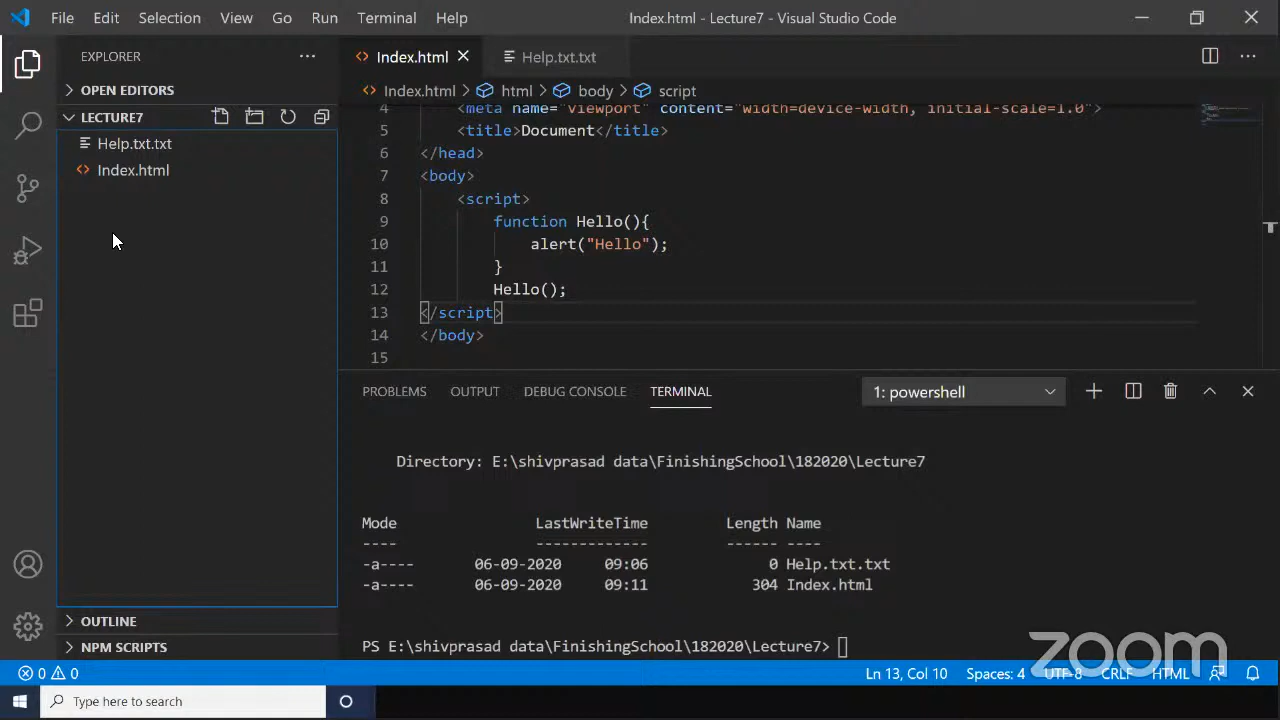 File Edit Selection View Go Run Terminal Help Index.html - Lecture7 - Visual Studio Code
EXPLORER
OPEN EDITORS
LECTURE7
Help.txt.txt
Index.html
OUTLINE
NPM SCRIPTS
Index.html Help.txt.txt
Index.html > html > body > script
4 <meta name="viewport" content="width=device-width, initial-scale=1.0">
5 <title>Document</title>
6 </head>
7 <body>
8 <script>
9 function Hello(){
10 alert("Hello");
11 }
12 Hello();
13 </script>
14 </body>
15
PROBLEMS OUTPUT DEBUG CONSOLE TERMINAL 1: powershell
Directory: E:\shivprasad data\FinishingSchool\182020\Lecture7
Mode LastWriteTime Length Name
---- ------------- ------ ----
-a---- 06-09-2020 09:06 0 Help.txt.txt
-a---- 06-09-2020 09:11 304 Index.html
PS E:\shivprasad data\FinishingSchool\182020\Lecture7>
zoom
0 0 Ln 13, Col 10 Spaces: 4 UTF-8 CRLF HTML
Type here to search